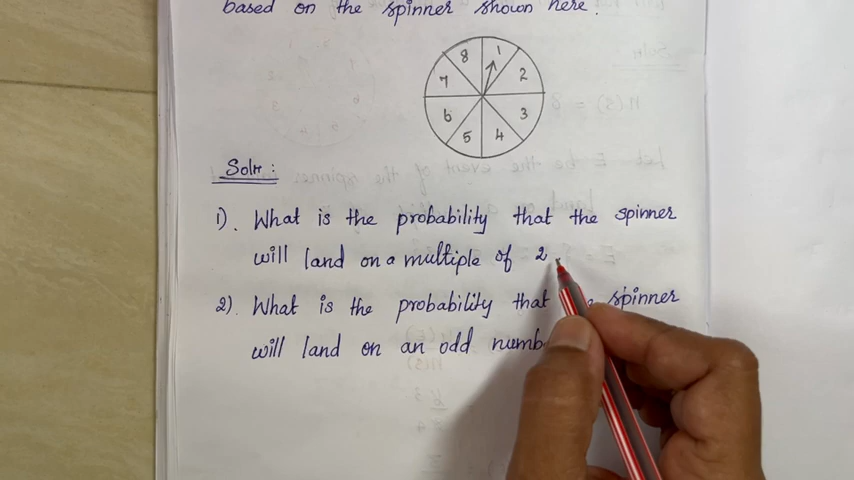 based on the spinner shown here.
8 1
7 2
6 3
5 4
Soln :
1). What is the probability that the spinner
will land on a multiple of 2
2). What is the probability that spinner
will land on an odd numb